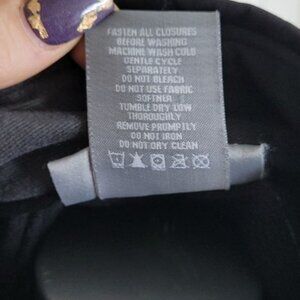 FASTEN ALL CLOSURES
BEFORE WASHING
MACHINE WASH COLD
GENTLE CYCLE
SEPARATELY
DO NOT BLEACH
DO NOT USE FABRIC
SOFTNER
TUMBLE DRY LOW
THOROUGHLY
REMOVE PROMPTLY
DO NOT IRON
DO NOT DRY CLEAN